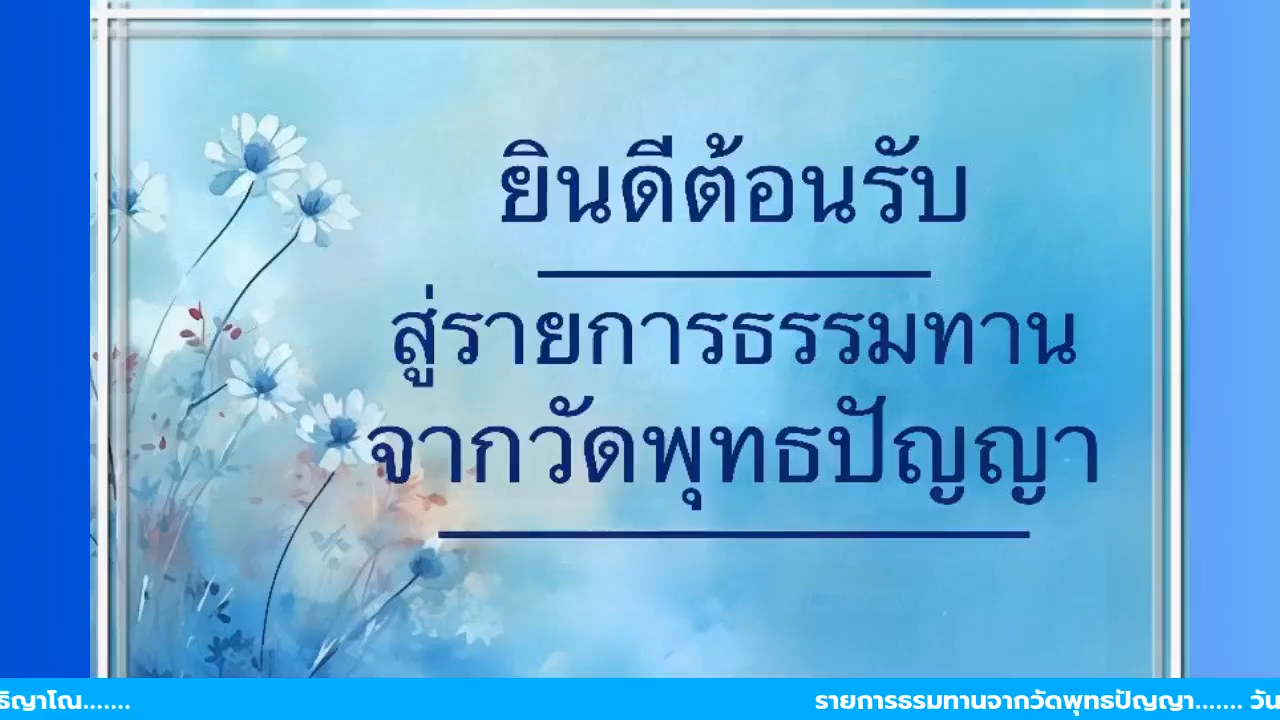 ยินดีต้อนรับ
สู่รายการธรรมทาน
จากวัดพุทธปัญญา
ธิญาโณ....... รายการธรรมทานจากวัดพุทธปัญญา....... วัน